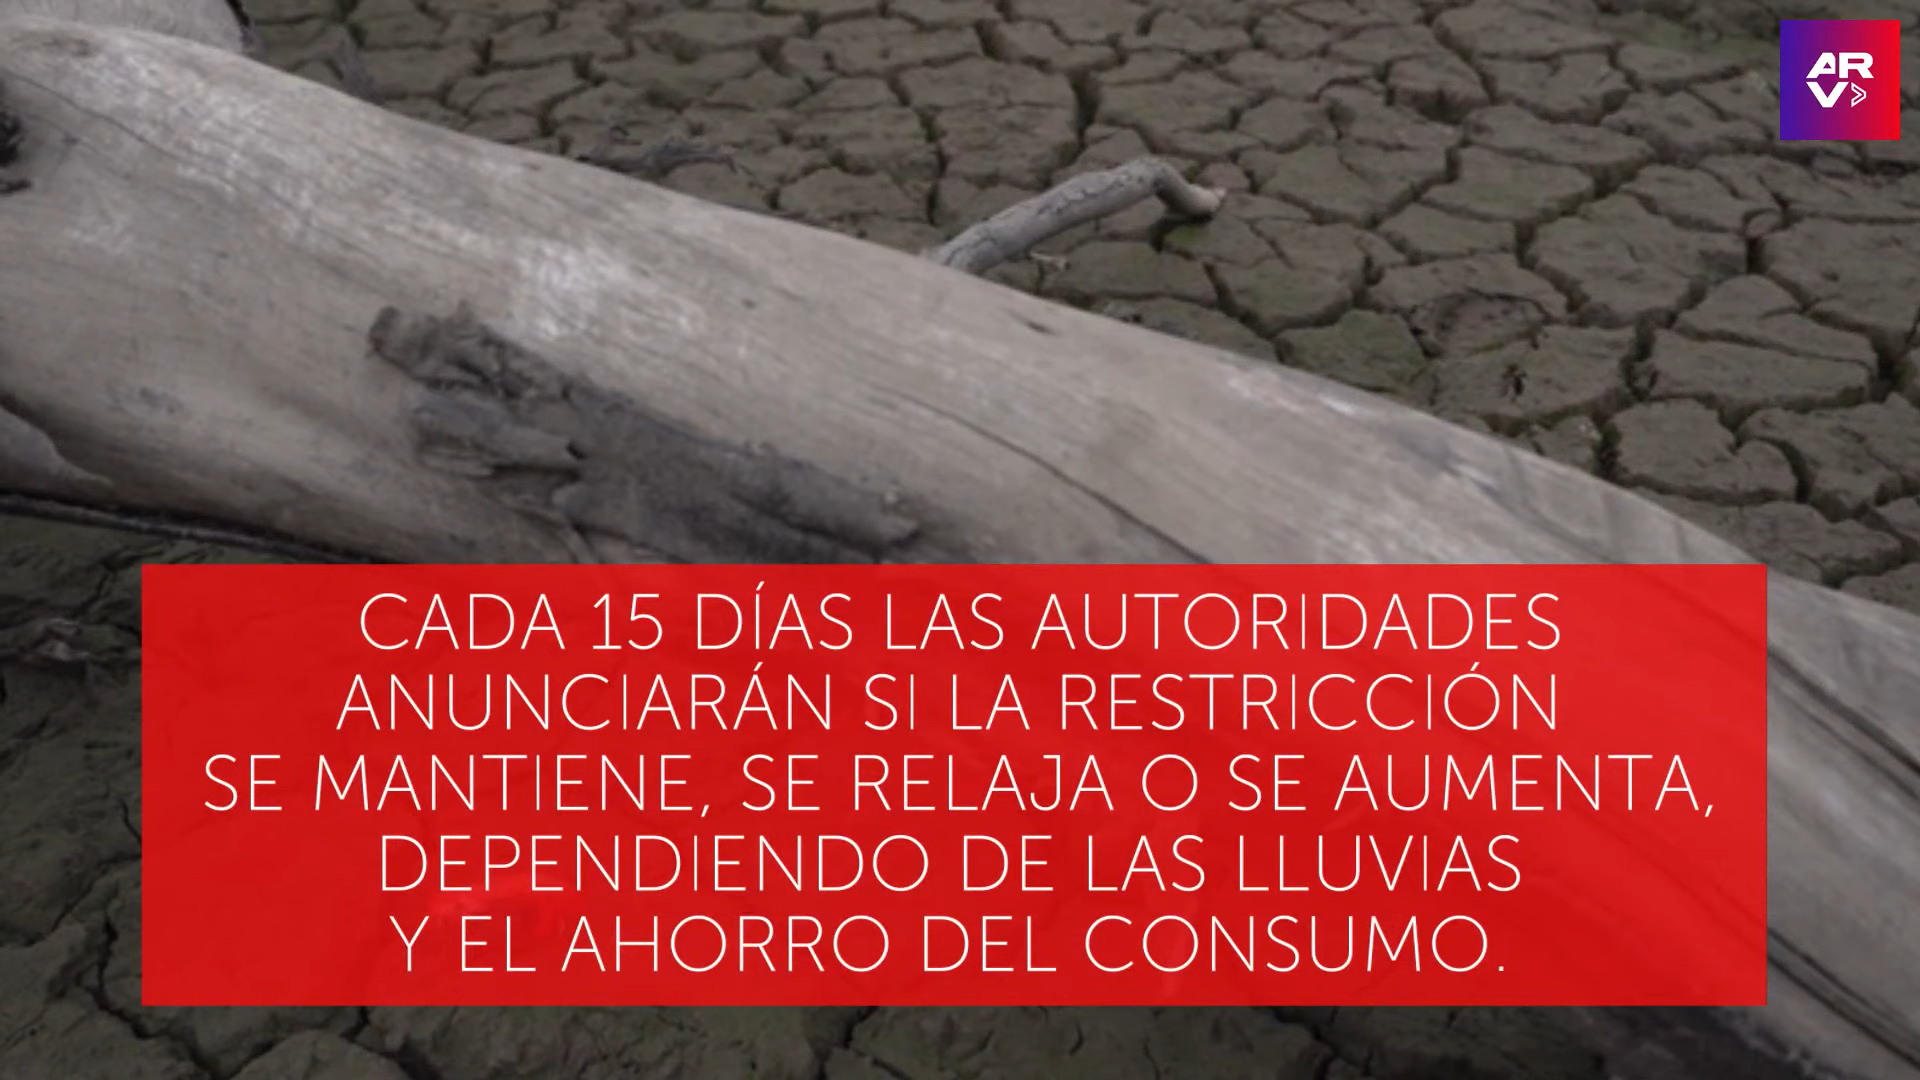 AR
V
CADA 15 DÍAS LAS AUTORIDADES
ANUNCIARÁN SI LA RESTRICCIÓN
SE MANTIENE, SE RELAJA O SE AUMENTA,
DEPENDIENDO DE LAS LLUVIAS
Y EL AHORRO DEL CONSUMO.